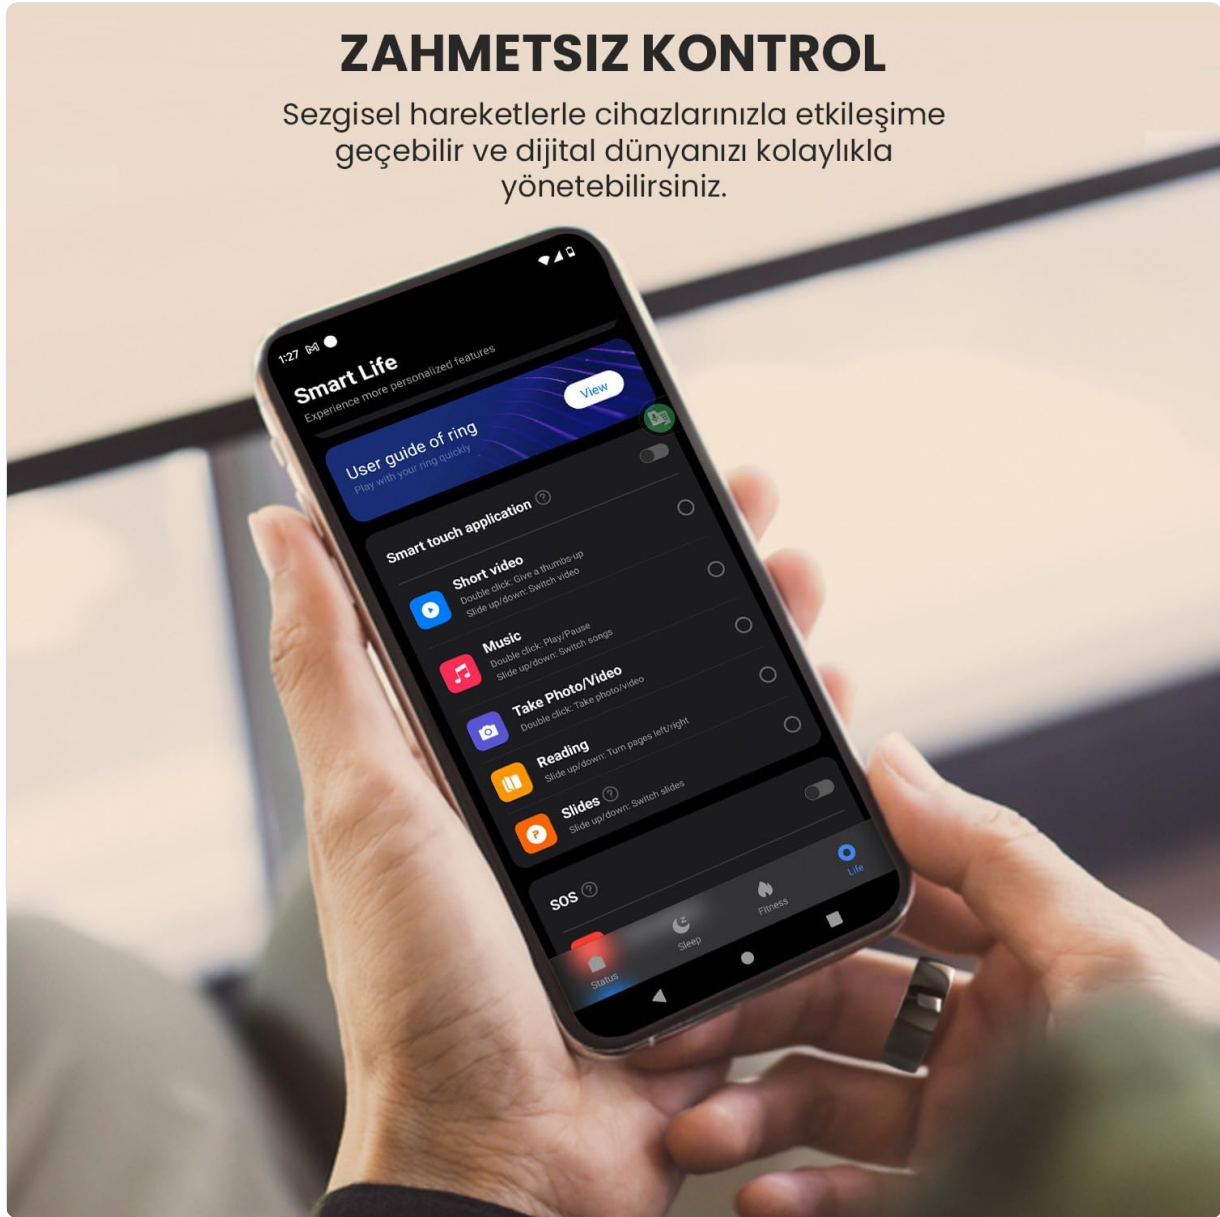 ZAHMETSIZ KONTROL
Sezgisel hareketlerle cihazlarınızla etkileşime
geçebilir ve dijital dünyanızı kolaylıkla
yönetebilirsiniz.
1:27
Smart Life
Experience more personalized features
User guide of ring
Play with your ring quickly
View
Smart touch application ?
Short video
Double click: Give a thumbs-up
Slide up/down: Switch video
Music
Double click: Play/Pause
Slide up/down: Switch songs
Take Photo/Video
Double click: Take photo/video
Reading
Slide up/down: Turn pages left/right
Slides ?
Slide up/down: Switch slides
SOS ?
Status
Sleep
Fitness
Life